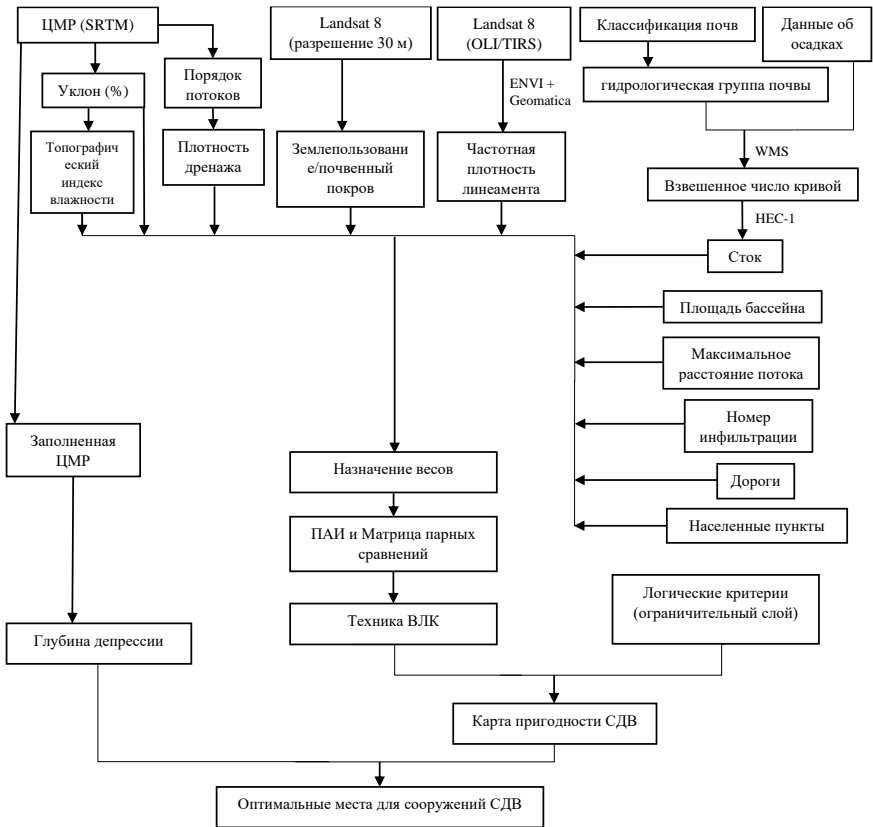 ЦМР (SRTM)
Landsat 8
(разрешение 30 м)
Landsat 8
(OLI/TIRS)
Классификация почв
Данные об
осадках
Уклон (%)
Порядок
потоков
ENVI +
Geomatica
гидрологическая группа почвы
Топографич
еский
индекс
влажности
Плотность
дренажа
Землепользовани
е/почвенный
покров
Частотная
плотность
линеамента
WMS
Взвешенное число кривой
HEC-1
Сток
Площадь бассейна
Максимальное
расстояние потока
Номер
инфильтрации
Заполненная
ЦМР
Назначение весов
Дороги
Населенные пункты
ПАИ и Матрица парных
сравнений
Логические критерии
(ограничительный слой)
Техника ВЛК
Глубина депрессии
Карта пригодности СДВ
Оптимальные места для сооружений СДВ